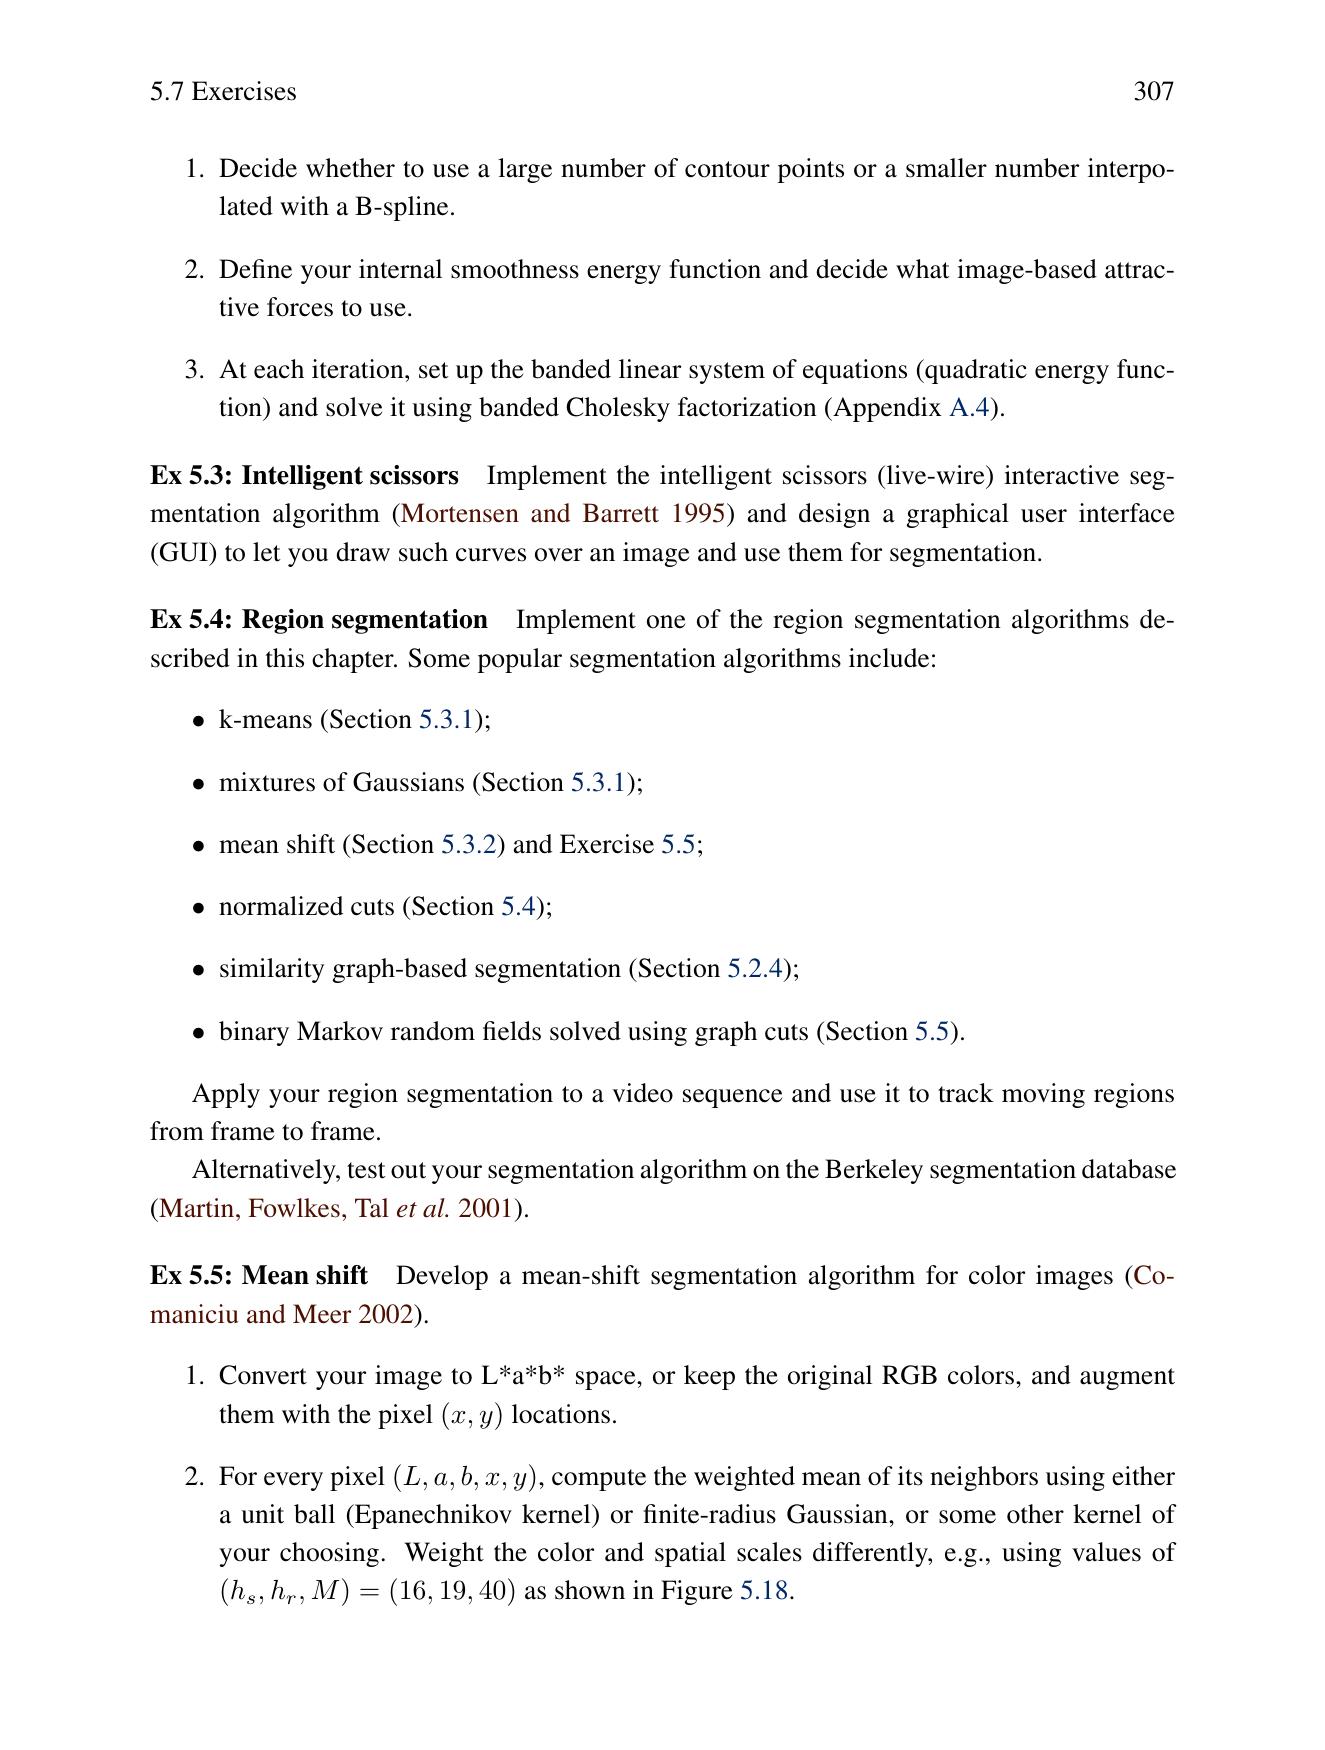 5.7 Exercises 307
1. Decide whether to use a large number of contour points or a smaller number interpo-
lated with a B-spline.
2. Define your internal smoothness energy function and decide what image-based attrac-
tive forces to use.
3. At each iteration, set up the banded linear system of equations (quadratic energy func-
tion) and solve it using banded Cholesky factorization (Appendix A.4).
Ex 5.3: Intelligent scissors Implement the intelligent scissors (live-wire) interactive seg-
mentation algorithm (Mortensen and Barrett 1995) and design a graphical user interface
(GUI) to let you draw such curves over an image and use them for segmentation.
Ex 5.4: Region segmentation Implement one of the region segmentation algorithms de-
scribed in this chapter. Some popular segmentation algorithms include:
• k-means (Section 5.3.1);
• mixtures of Gaussians (Section 5.3.1);
• mean shift (Section 5.3.2) and Exercise 5.5;
• normalized cuts (Section 5.4);
• similarity graph-based segmentation (Section 5.2.4);
• binary Markov random fields solved using graph cuts (Section 5.5).
Apply your region segmentation to a video sequence and use it to track moving regions
from frame to frame.
Alternatively, test out your segmentation algorithm on the Berkeley segmentation database
(Martin, Fowlkes, Tal et al. 2001).
Ex 5.5: Mean shift Develop a mean-shift segmentation algorithm for color images (Co-
maniciu and Meer 2002).
1. Convert your image to L*a*b* space, or keep the original RGB colors, and augment
them with the pixel (x, y) locations.
2. For every pixel (L, a, b, x, y), compute the weighted mean of its neighbors using either
a unit ball (Epanechnikov kernel) or finite-radius Gaussian, or some other kernel of
your choosing. Weight the color and spatial scales differently, e.g., using values of
(hₛ, hᵣ, M) = (16, 19, 40) as shown in Figure 5.18.